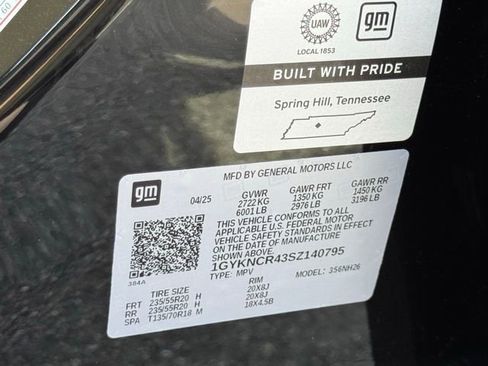 60
UAW
LOCAL 1853
gm
BUILT WITH PRIDE
Spring Hill, Tennessee
gm
MFD BY GENERAL MOTORS LLC
04/25 GVWR GAWR FRT GAWR RR
2722 KG 1350 KG 1450 KG
6001 LB 2976 LB 3196 LB
THIS VEHICLE CONFORMS TO ALL
APPLICABLE U.S. FEDERAL MOTOR
VEHICLE SAFETY STANDARDS IN EFFECT
ON THE DATE OF MANUFACTURE
SHOWN ABOVE.
1GYKNCR43SZ140795
TYPE: MPV MODEL: 3S6NH26
384A
TIRE SIZE RIM
FRT 235/55R20 H 20X8J
RR 235/55R20 H 20X8J
SPA T135/70R18 M 18X4.5B